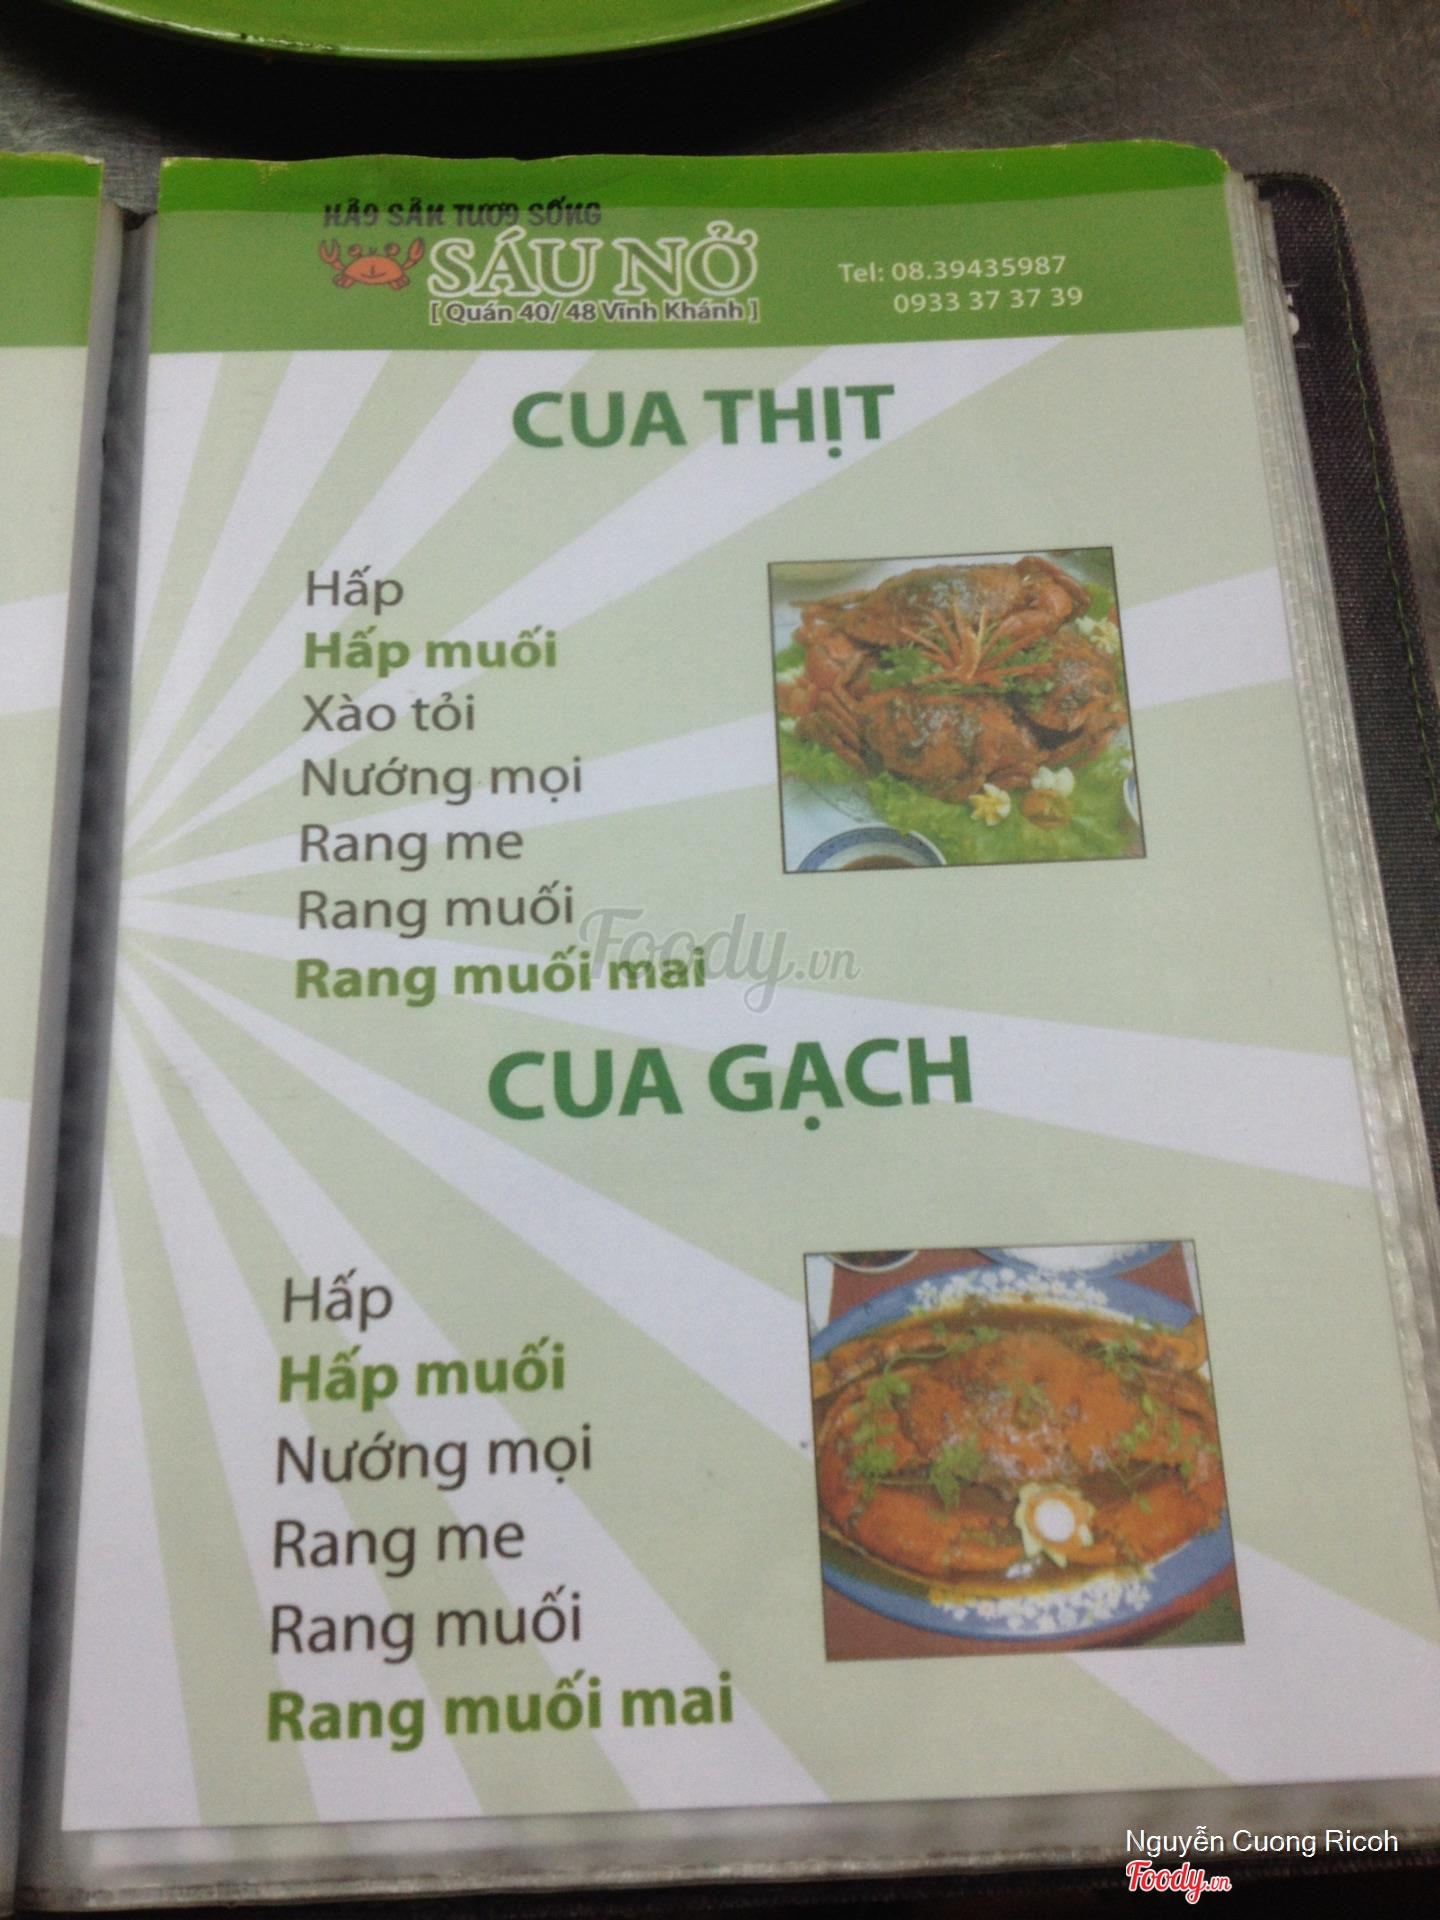 HẢI SẢN TƯƠI SỐNG
SÁU NỞ
[ Quán 40/ 48 Vĩnh Khánh ]
Tel: 08.39435987
0933 37 37 39
CUA THỊT
Hấp
Hấp muối
Xào tỏi
Nướng mọi
Rang me
Rang muối
Rang muối mai
Foody.vn
CUA GẠCH
Hấp
Hấp muối
Nướng mọi
Rang me
Rang muối
Rang muối mai
Nguyễn Cuong Ricoh
Foody.vn